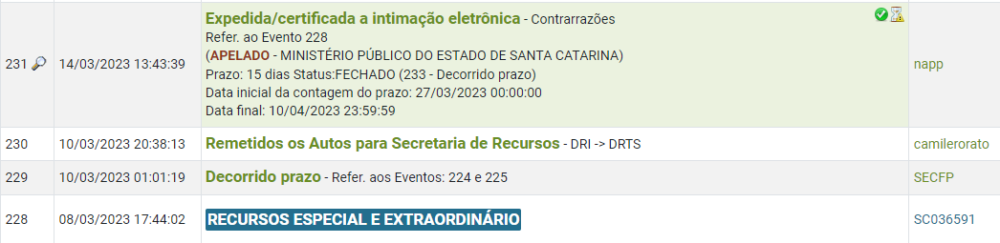 Expedida/certificada a intimação eletrônica - Contrarrazões
Refer. ao Evento 228
(APELADO - MINISTÉRIO PÚBLICO DO ESTADO DE SANTA CATARINA)
231 14/03/2023 13:43:39 Prazo: 15 dias Status:FECHADO (233 - Decorrido prazo) napp
Data inicial da contagem do prazo: 27/03/2023 00:00:00
Data final: 10/04/2023 23:59:59
230 10/03/2023 20:38:13 Remetidos os Autos para Secretaria de Recursos - DRI -> DRTS camilerorato
229 10/03/2023 01:01:19 Decorrido prazo - Refer. aos Eventos: 224 e 225 SECFP
228 08/03/2023 17:44:02 RECURSOS ESPECIAL E EXTRAORDINÁRIO SC036591